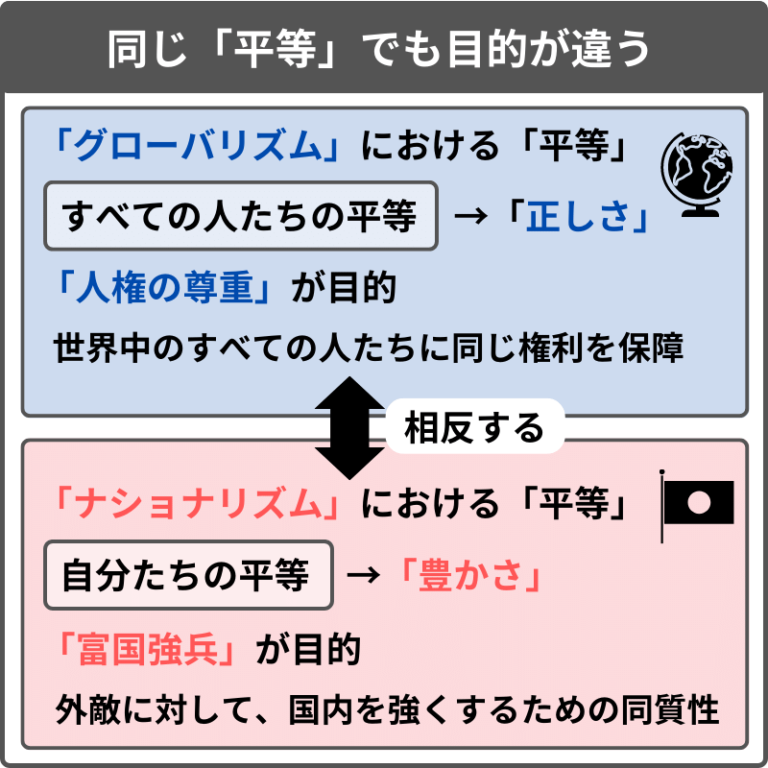 同じ「平等」でも目的が違う
「グローバリズム」における「平等」
すべての人たちの平等 →「正しさ」
「人権の尊重」が目的
世界中のすべての人たちに同じ権利を保障
相反する
「ナショナリズム」における「平等」
自分たちの平等 →「豊かさ」
「富国強兵」が目的
外敵に対して、国内を強くするための同質性